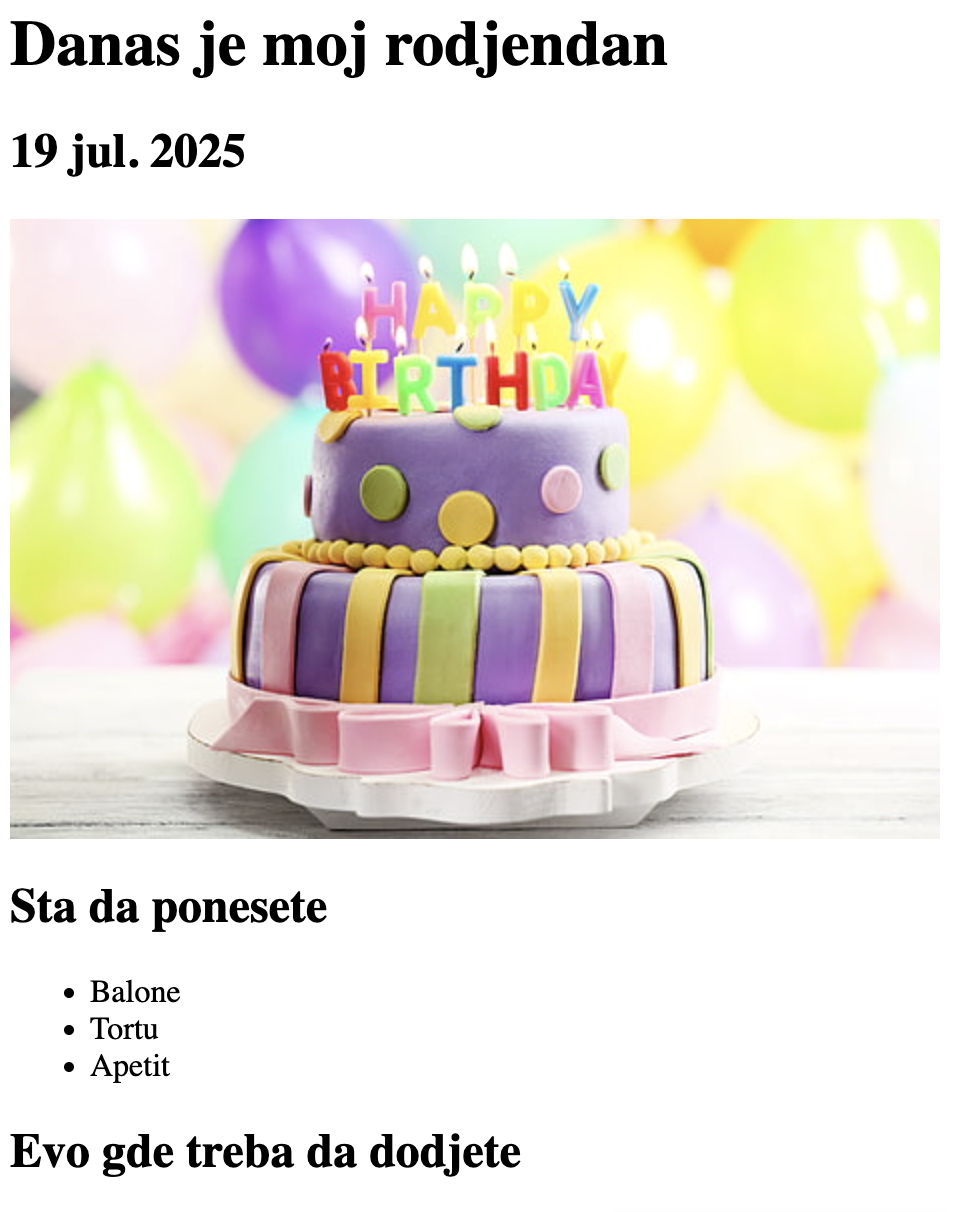 Danas je moj rodjendan
19 jul. 2025
HAPPY
BIRTHDAY
Sta da ponesete
Balone
Tortu
Apetit
Evo gde treba da dodjete